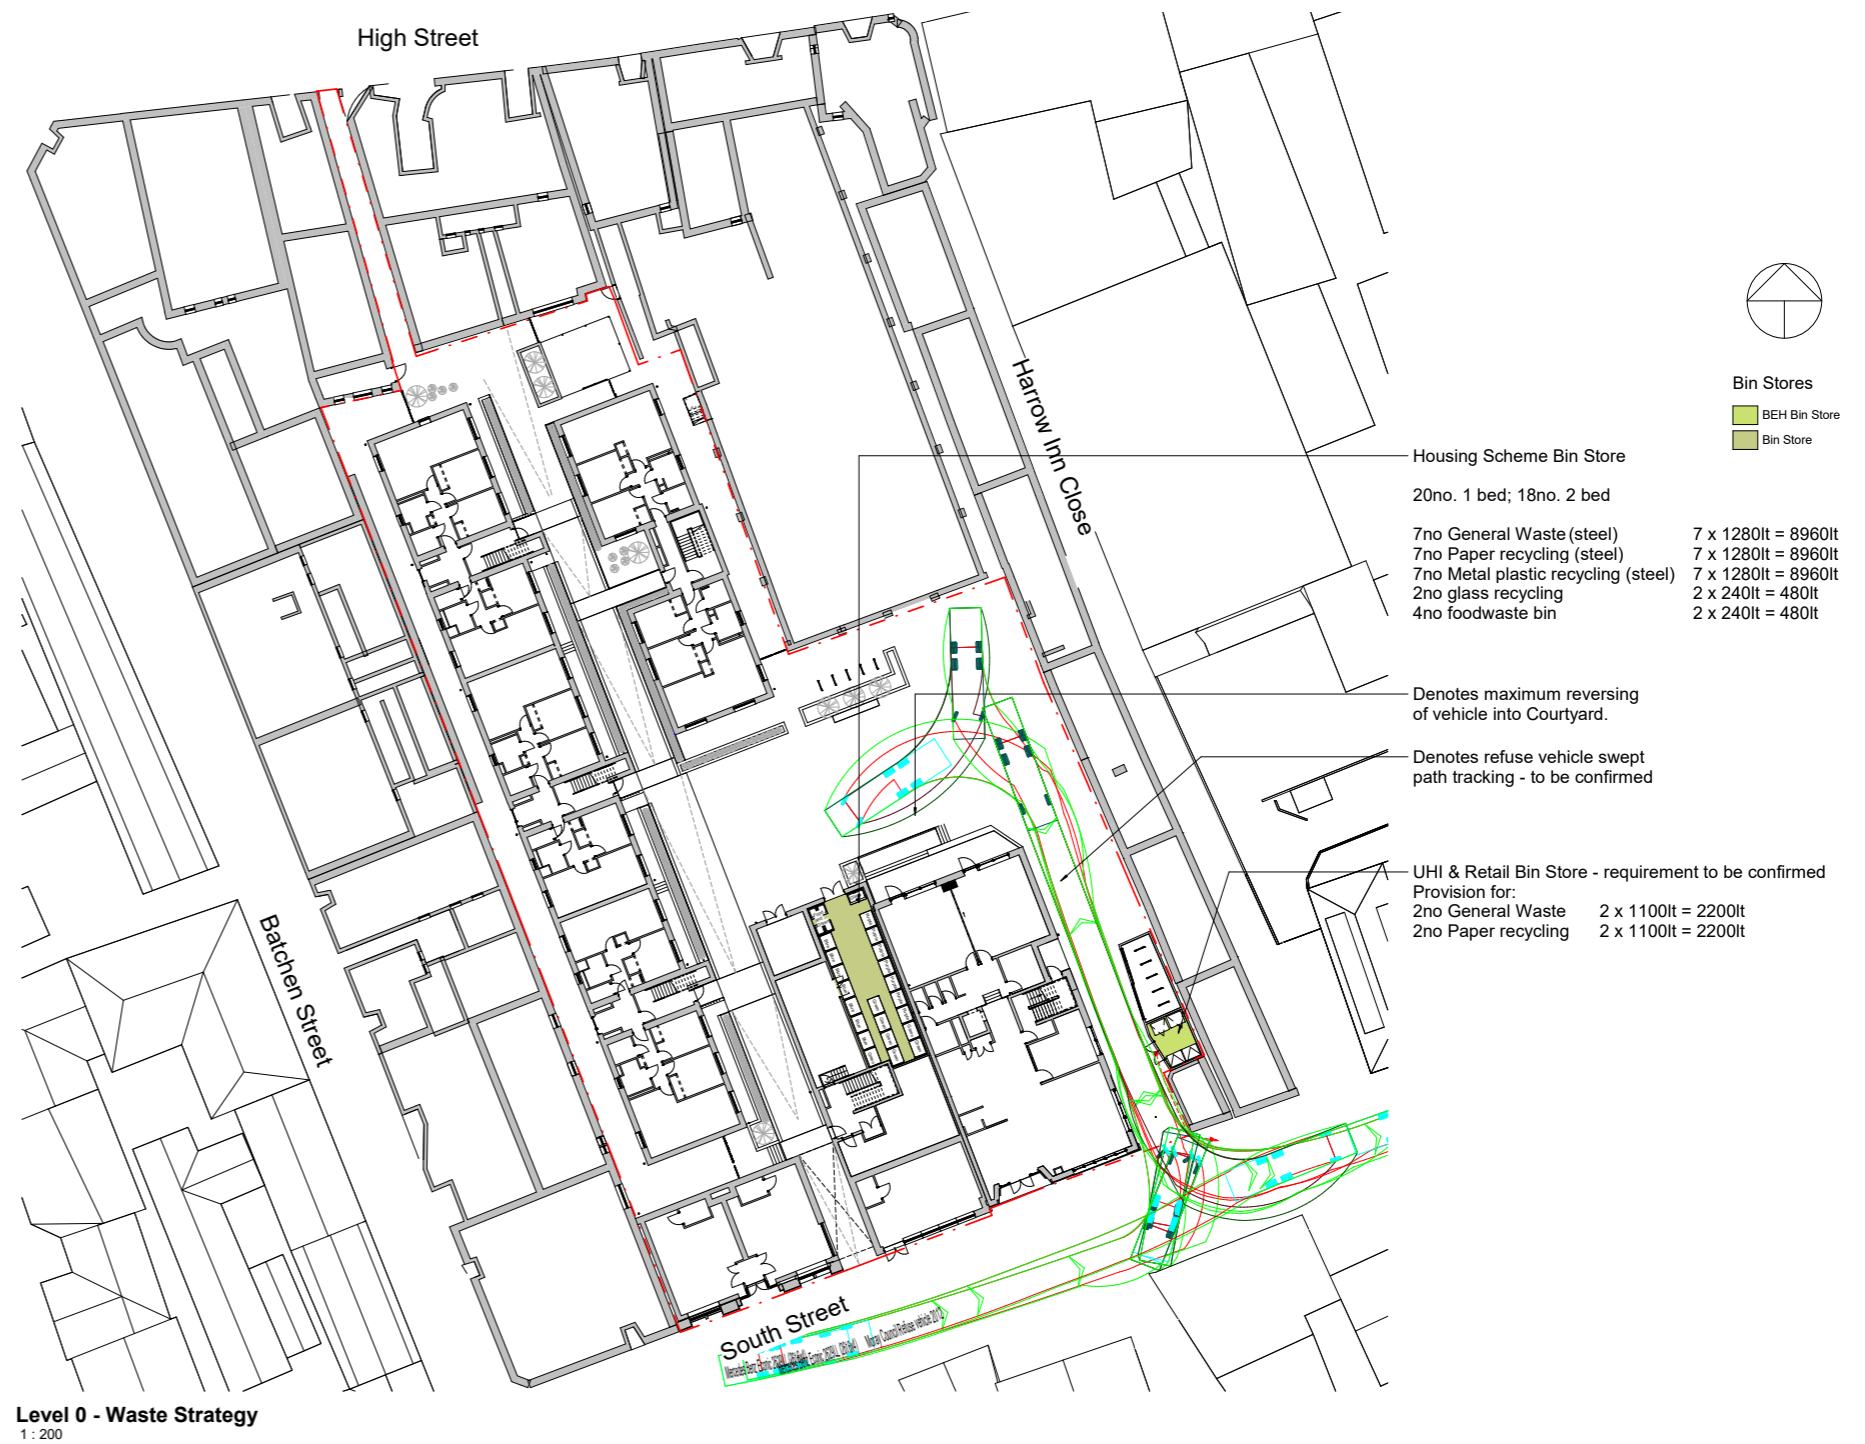 High Street
Harrow Inn Close
Bin Stores
BEH Bin Store
Bin Store
Housing Scheme Bin Store
20no. 1 bed; 18no. 2 bed
7no General Waste (steel) 7 x 1280lt = 8960lt
7no Paper recycling (steel) 7 x 1280lt = 8960lt
7no Metal plastic recycling (steel) 7 x 1280lt = 8960lt
2no glass recycling 2 x 240lt = 480lt
4no foodwaste bin 2 x 240lt = 480lt
Denotes maximum reversing
of vehicle into Courtyard.
Denotes refuse vehicle swept
path tracking - to be confirmed
UHI & Retail Bin Store - requirement to be confirmed
Provision for:
2no General Waste 2 x 1100lt = 2200lt
2no Paper recycling 2 x 1100lt = 2200lt
Batchen Street
South Street
Moray Council Refuse vehicle 2012
Level 0 - Waste Strategy
1 : 200